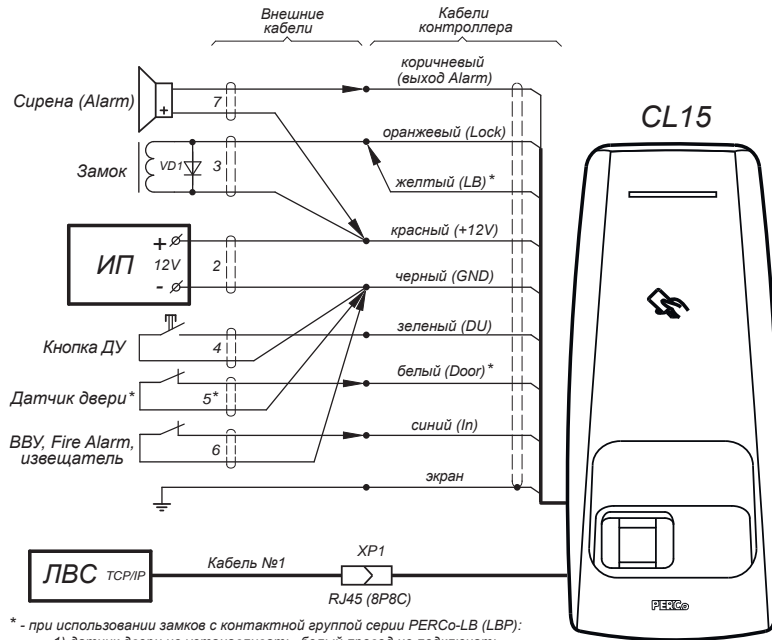 Внешние
кабели
Кабели
контроллера
коричневый
(выход Alarm)
Сирена (Alarm)
+
7
CL15
оранжевый (Lock)
Замок
VD1
3
желтый (LB)*
красный (+12V)
ИП
+
12V
-
2
черный (GND)
зеленый (DU)
Кнопка ДУ
4
белый (Door)*
Датчик двери*
5*
синий (In)
ВВУ, Fire Alarm,
извещатель
6
экран
ЛВС TCP/IP
Кабель №1
XP1
RJ45 (8P8C)
PERCo
* - при использовании замков с контактной группой серии PERCo-LB (LBP):